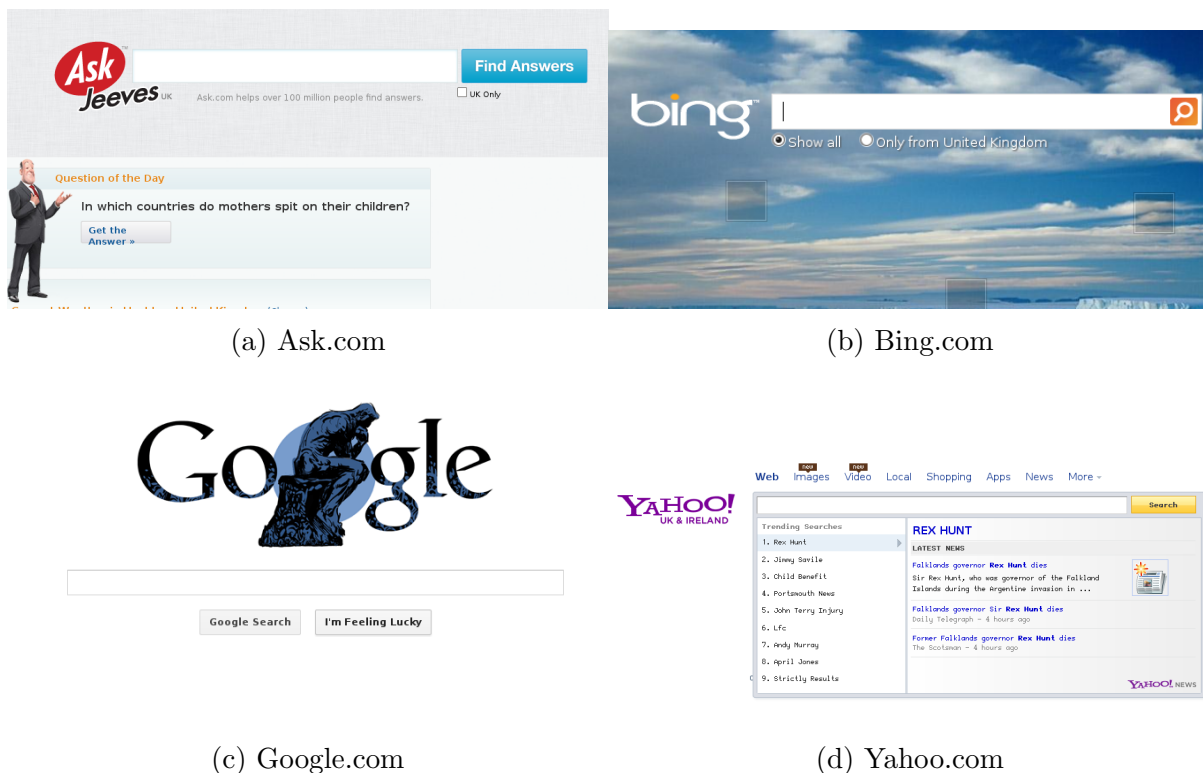 Ask
Jeeves UK
™
Find Answers
Ask.com helps over 100 million people find answers.
UK Only
Question of the Day
In which countries do mothers spit on their children?
Get the
Answer »
bing™
Show all
Only from United Kingdom
(a) Ask.com
(b) Bing.com
Google
Google Search
I'm Feeling Lucky
new
new
Web Images Video Local Shopping Apps News More
YAHOO!
UK & IRELAND
Search
Trending Searches
1. Rex Hunt
2. Jimmy Savile
3. Child Benefit
4. Portsmouth News
5. John Terry Injury
6. Lfc
7. Andy Murray
8. April Jones
9. Strictly Results
REX HUNT
LATEST NEWS
Falklands governor Rex Hunt dies
Sir Rex Hunt, who was governor of the Falkland
Islands during the Argentine invasion in ...
Falklands governor Sir Rex Hunt dies
Daily Telegraph - 4 hours ago
Former Falklands governor Rex Hunt dies
The Scotsman - 4 hours ago
YAHOO! NEWS
(c) Google.com
(d) Yahoo.com